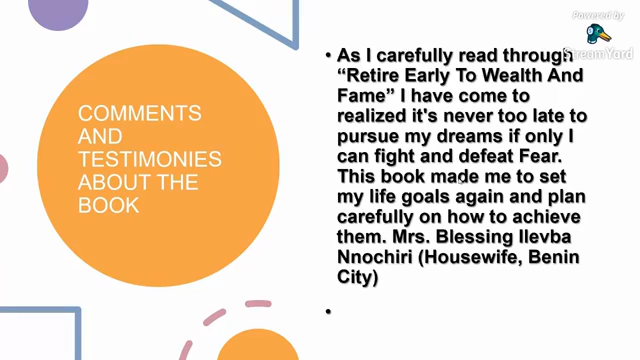 Powered by
StreamYard
COMMENTS
AND
TESTIMONIES
ABOUT THE
BOOK
• As I carefully read through
“Retire Early To Wealth And
Fame” I have come to
realized it's never too late to
pursue my dreams if only I
can fight and defeat Fear.
This book made me to set
my life goals again and plan
carefully on how to achieve
them. Mrs. Blessing Ilevba
Nnochiri (Housewife, Benin
City)
•